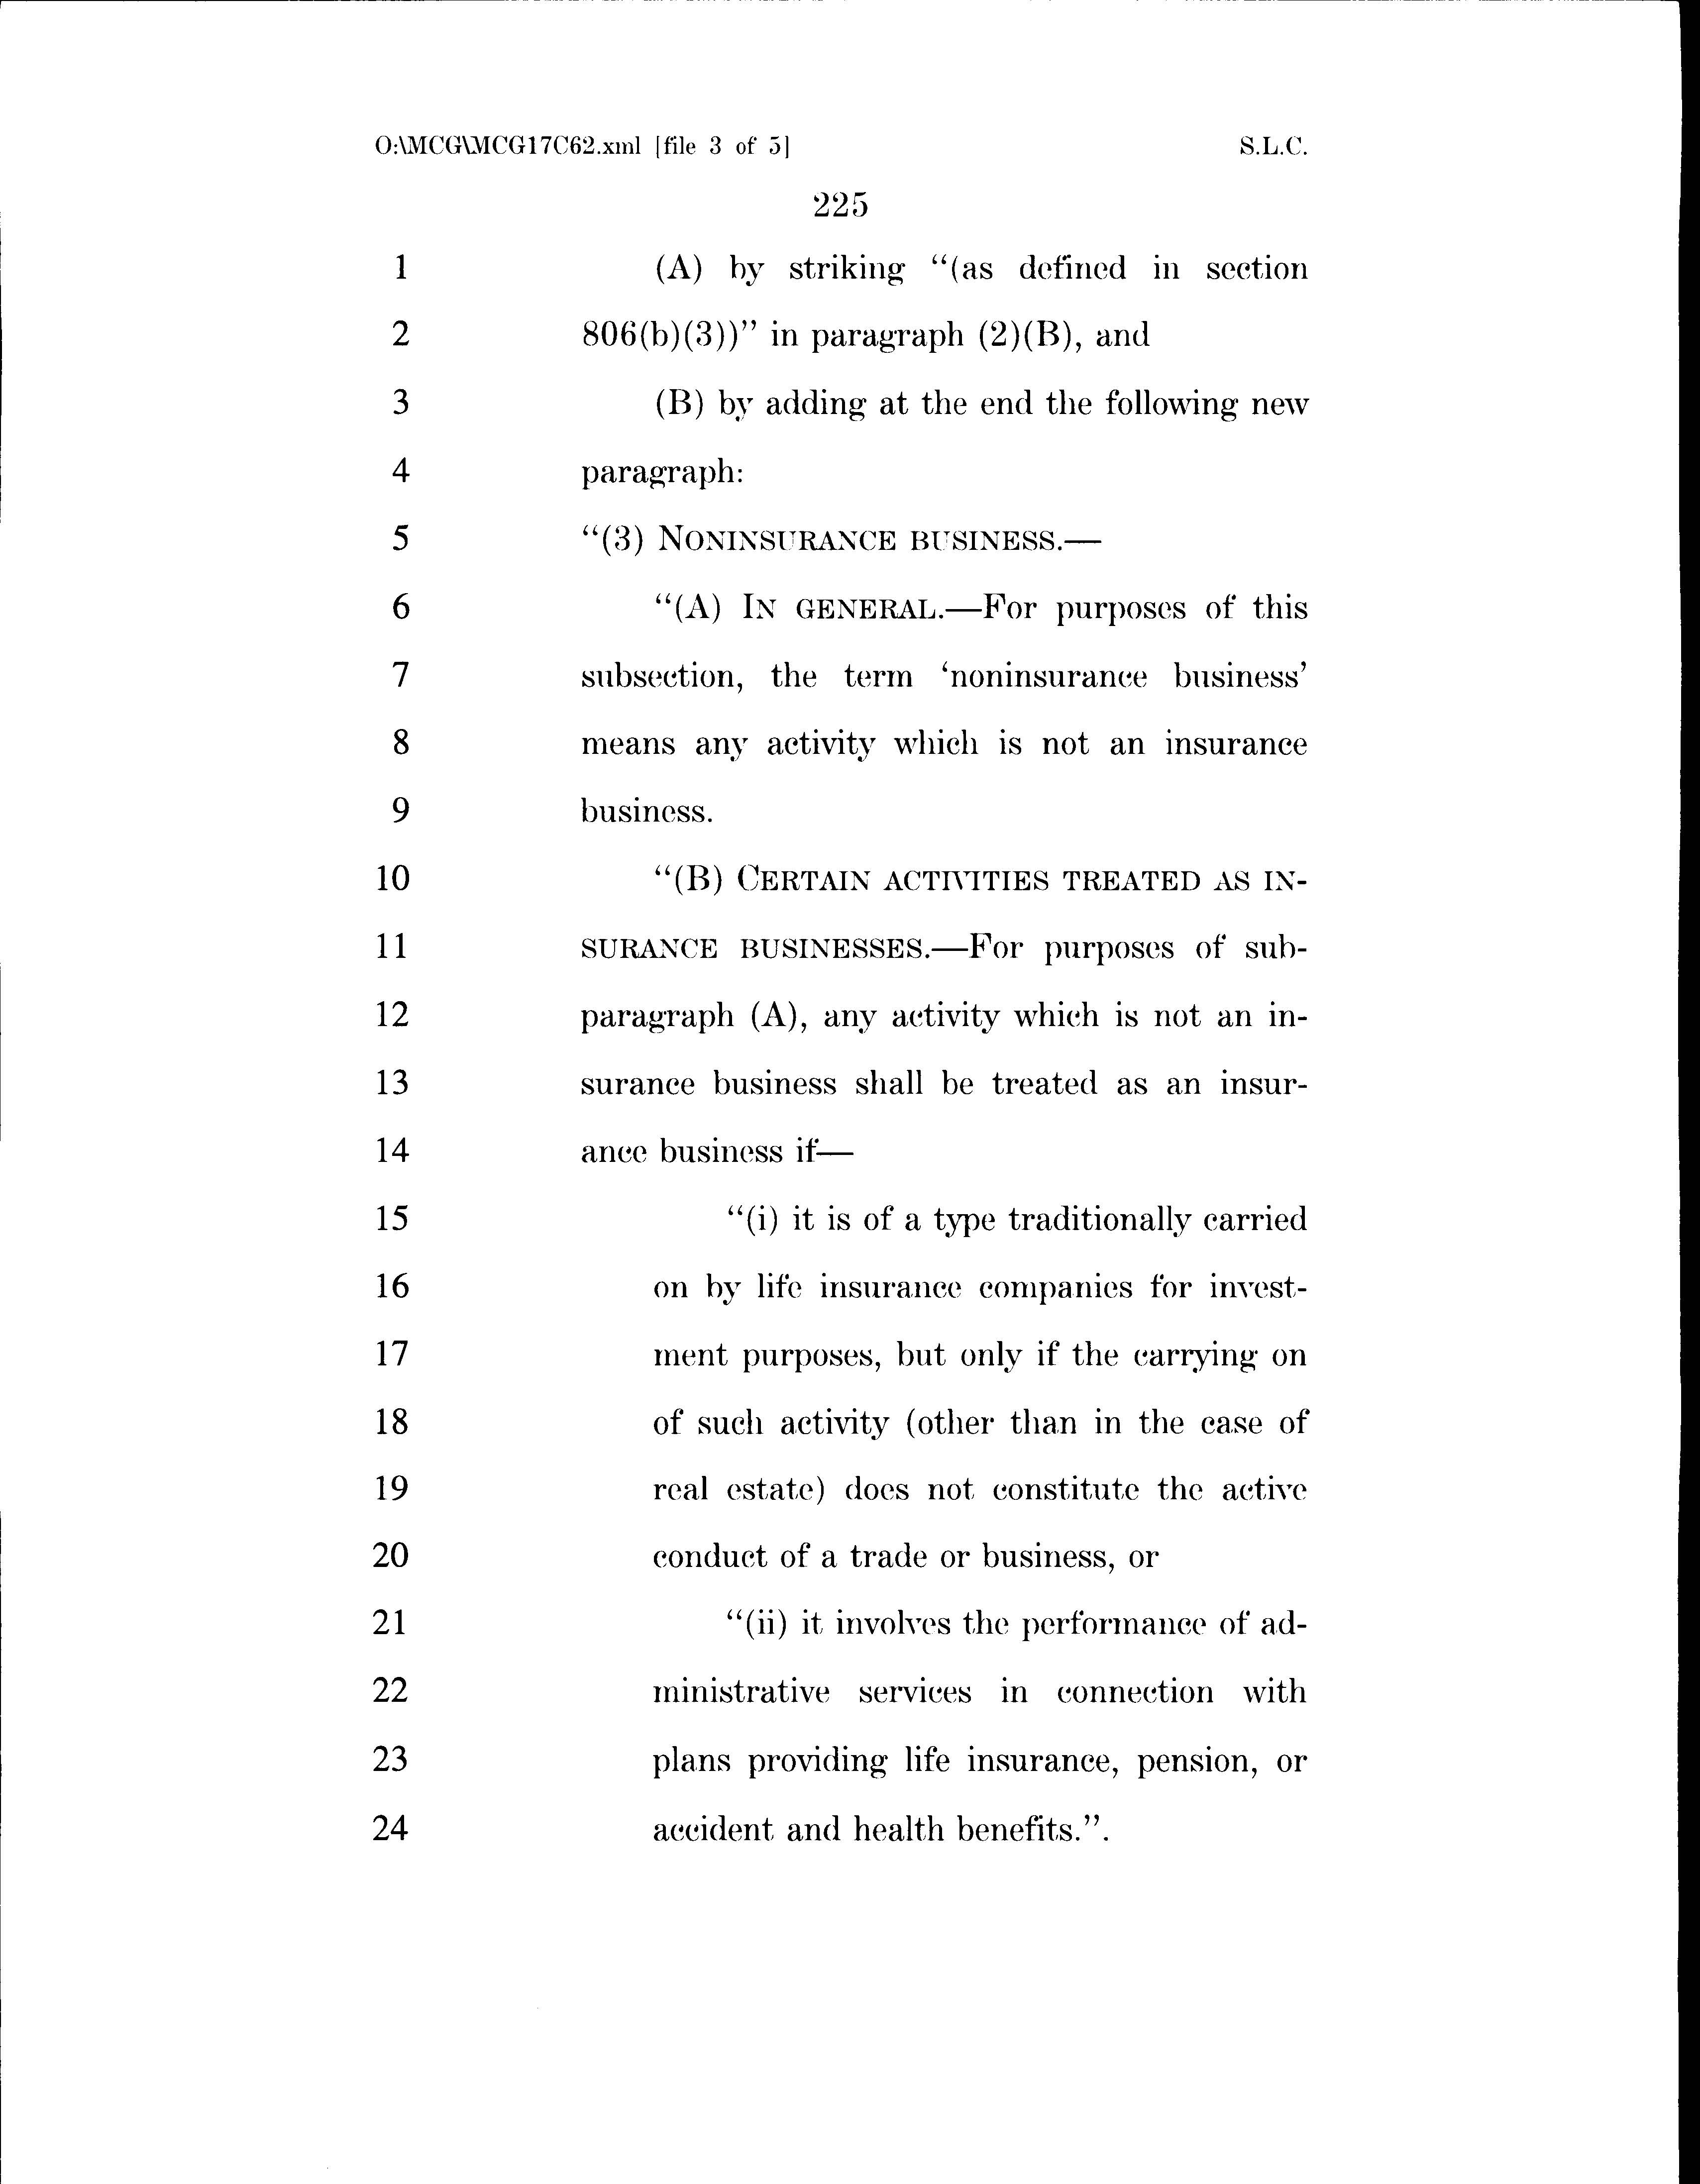 O:\MCG\MCG17C62.xml [file 3 of 5] S.L.C.
225
1 (A) by striking “(as defined in section
2 806(b)(3))” in paragraph (2)(B), and
3 (B) by adding at the end the following new
4 paragraph:
5 “(3) NONINSURANCE BUSINESS.—
6 “(A) IN GENERAL.—For purposes of this
7 subsection, the term ‘noninsurance business’
8 means any activity which is not an insurance
9 business.
10 “(B) CERTAIN ACTIVITIES TREATED AS IN-
11 SURANCE BUSINESSES.—For purposes of sub-
12 paragraph (A), any activity which is not an in-
13 surance business shall be treated as an insur-
14 ance business if—
15 “(i) it is of a type traditionally carried
16 on by life insurance companies for invest-
17 ment purposes, but only if the carrying on
18 of such activity (other than in the case of
19 real estate) does not constitute the active
20 conduct of a trade or business, or
21 “(ii) it involves the performance of ad-
22 ministrative services in connection with
23 plans providing life insurance, pension, or
24 accident and health benefits.”.